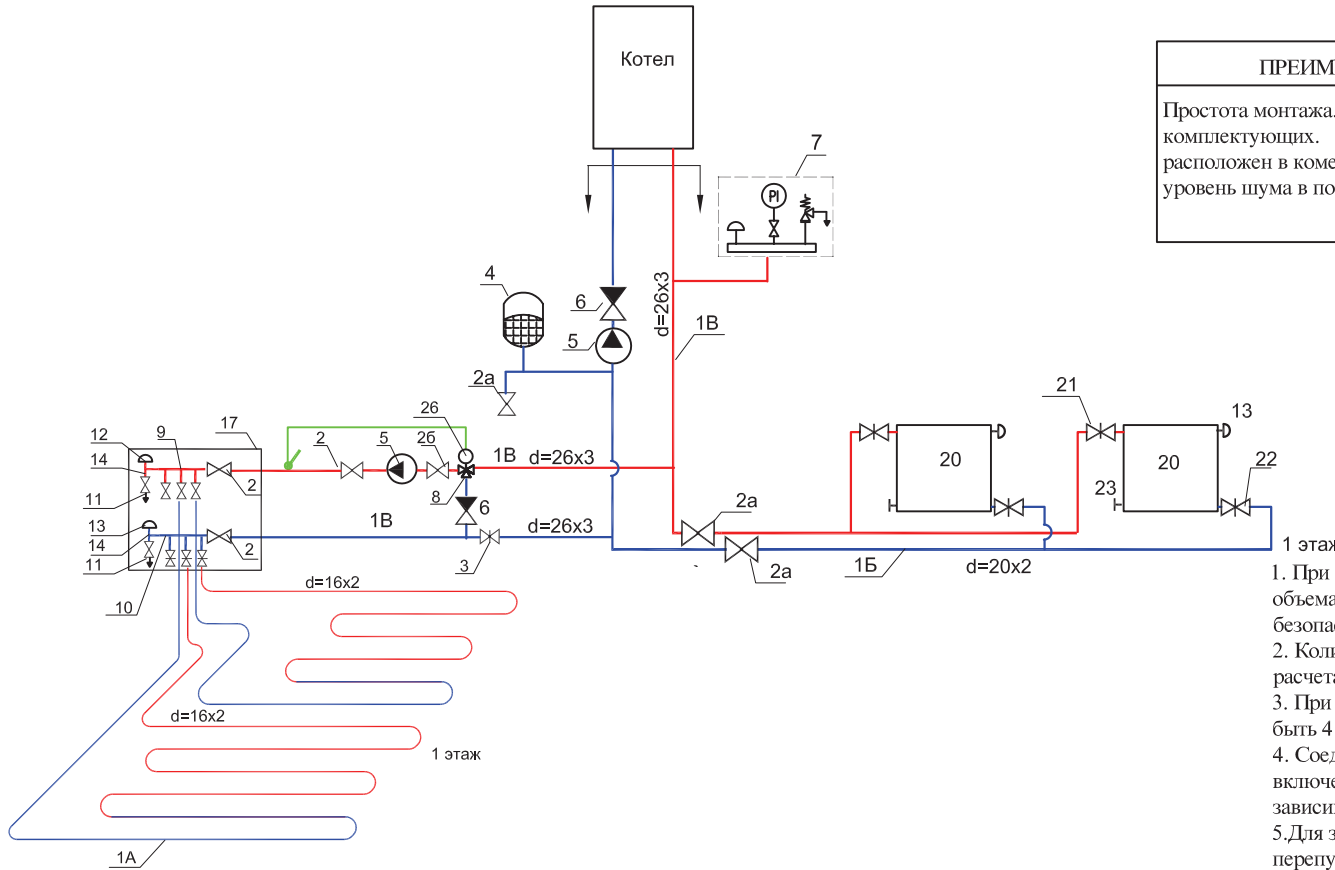 Котел
ПРЕИМ
Простота монтажа.
комплектующих.
расположен в коме
уровень шума в по
7
PI
4
6
5
d=26x3
1В
2а
21
13
20
20
22
23
26
12
9
17
2
5
2б
1В
d=26x3
14
2
8
11
6
13
1В
d=26x3
2а
14
2
11
3
2а
1Б
d=20x2
10
d=16x2
d=16x2
1 этаж
1А
1 этаж
1. При
объема
безопас
2. Коли
расчета
3. При
быть 4
4. Соед
включе
зависи
5.Для з
перепу